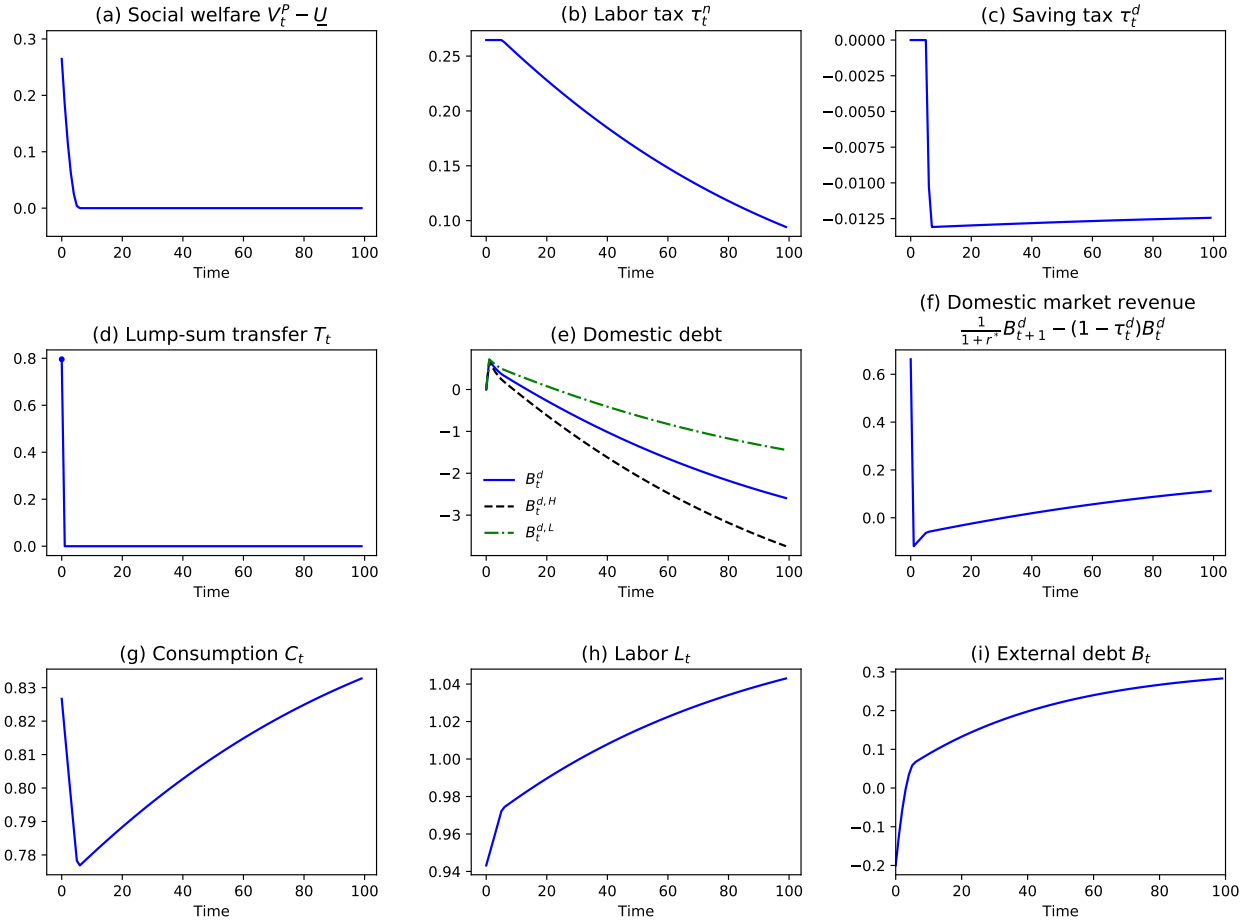 (a) Social welfare V_t^P − U̲
(b) Labor tax τ_t^n
(c) Saving tax τ_t^d
0.3
0.2
0.1
0.0
0 20 40 60 80 100
Time
0.25
0.20
0.15
0.10
0 20 40 60 80 100
Time
0.0000
−0.0025
−0.0050
−0.0075
−0.0100
−0.0125
0 20 40 60 80 100
Time
(d) Lump-sum transfer T_t
(e) Domestic debt
(f) Domestic market revenue
1/(1+r*) B_{t+1}^d − (1 − τ_t^d)B_t^d
0.8
0.6
0.4
0.2
0.0
0 20 40 60 80 100
Time
0
−1
−2
−3
B_t^d
B_t^{d,H}
B_t^{d,L}
0 20 40 60 80 100
Time
0.6
0.4
0.2
0.0
0 20 40 60 80 100
Time
(g) Consumption C_t
(h) Labor L_t
(i) External debt B_t
0.83
0.82
0.81
0.80
0.79
0.78
0 20 40 60 80 100
Time
1.04
1.02
1.00
0.98
0.96
0.94
0 20 40 60 80 100
Time
0.3
0.2
0.1
0.0
−0.1
−0.2
0 20 40 60 80 100
Time